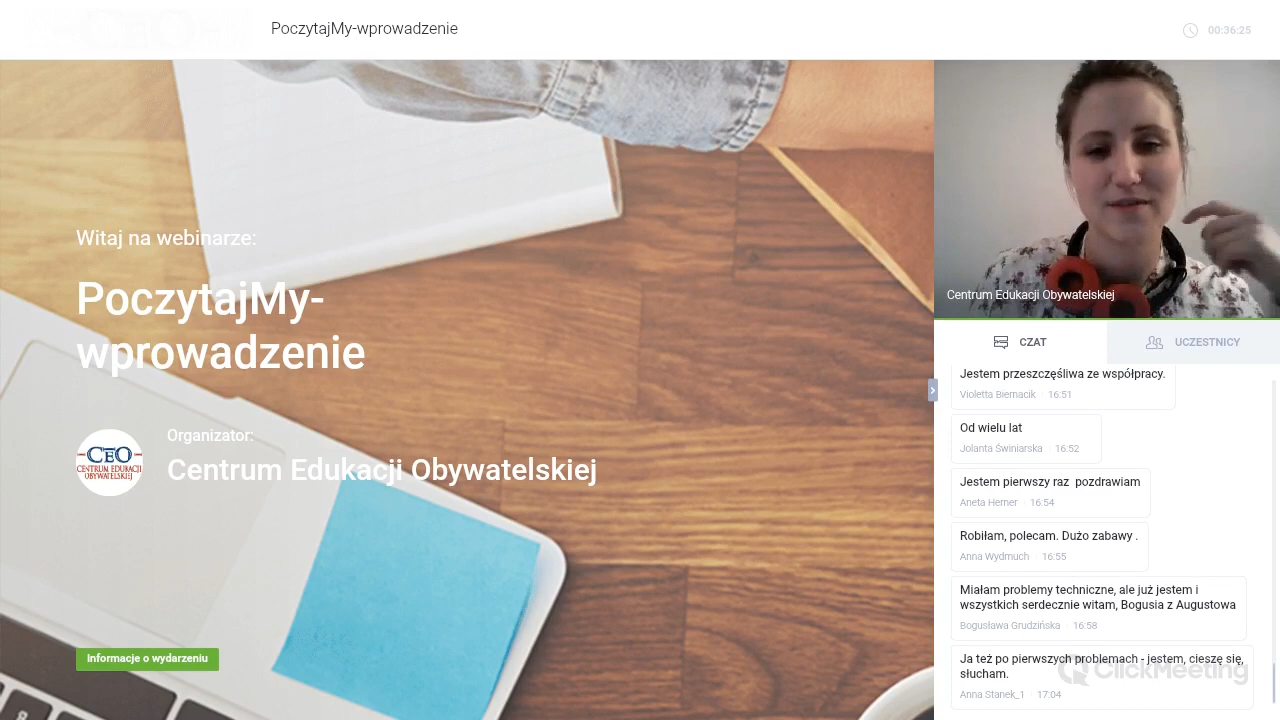 PoczytajMy-wprowadzenie
00:36:25
Witaj na webinarze:
PoczytajMy-
wprowadzenie
CEO
CENTRUM EDUKACJI
OBYWATELSKIEJ
Organizator:
Centrum Edukacji Obywatelskiej
Informacje o wydarzeniu
Centrum Edukacji Obywatelskiej
CZAT
UCZESTNICY
Jestem przeszczęśliwa ze współpracy.
Violetta Biernacik · 16:51
Od wielu lat
Jolanta Świniarska · 16:52
Jestem pierwszy raz pozdrawiam
Aneta Herner · 16:54
Robiłam, polecam. Dużo zabawy .
Anna Wydmuch · 16:55
Miałam problemy techniczne, ale już jestem i
wszystkich serdecznie witam, Bogusia z Augustowa
Bogusława Grudzińska · 16:58
Ja też po pierwszych problemach - jestem, cieszę się,
słucham.
Anna Stanek_1 · 17:04
ClickMeeting